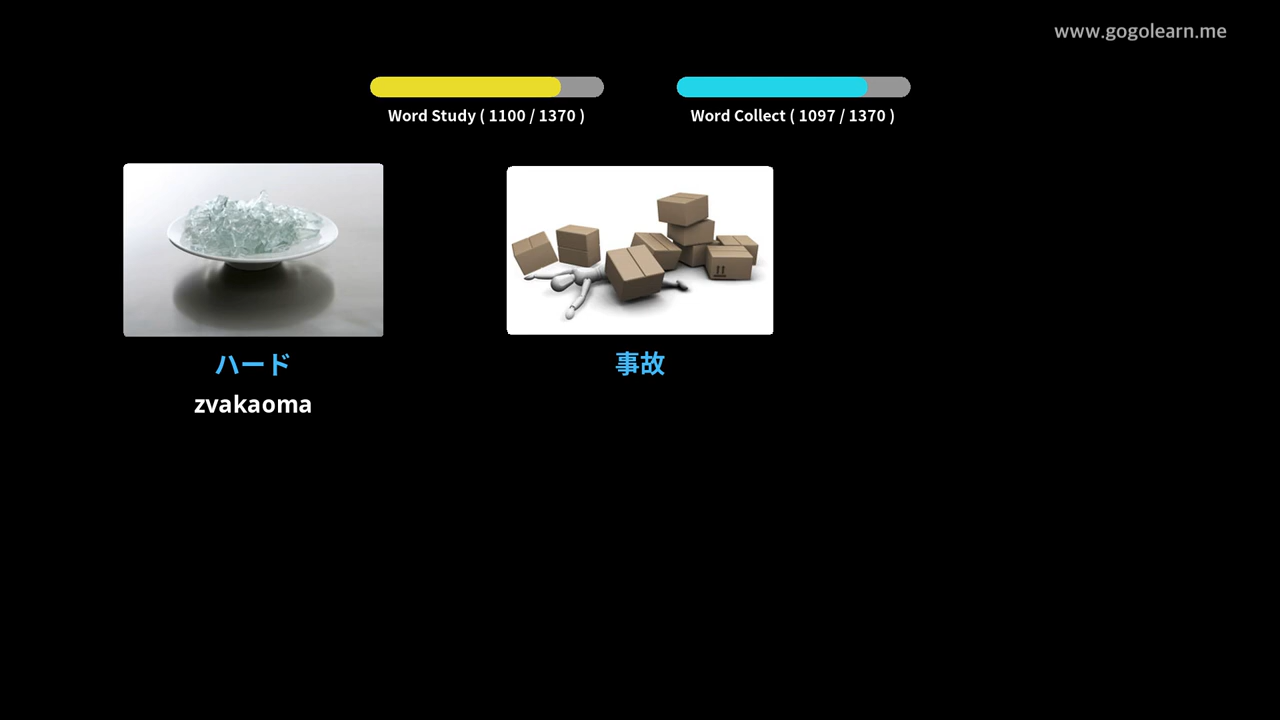 www.gogolearn.me
Word Study ( 1100 / 1370 )
Word Collect ( 1097 / 1370 )
ハード
事故
zvakaoma